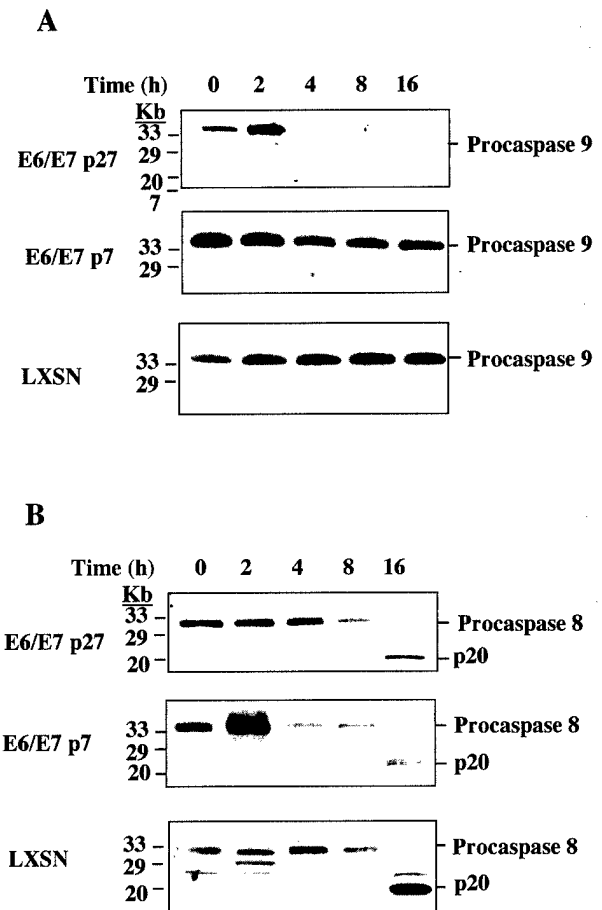 A
Time (h) 0 2 4 8 16
Kb
33
29
20
7
E6/E7 p27
Procaspase 9
33
29
E6/E7 p7
Procaspase 9
33
29
LXSN
Procaspase 9
B
Time (h) 0 2 4 8 16
Kb
33
29
20
E6/E7 p27
Procaspase 8
p20
33
29
20
E6/E7 p7
Procaspase 8
p20
33
29
20
LXSN
Procaspase 8
p20